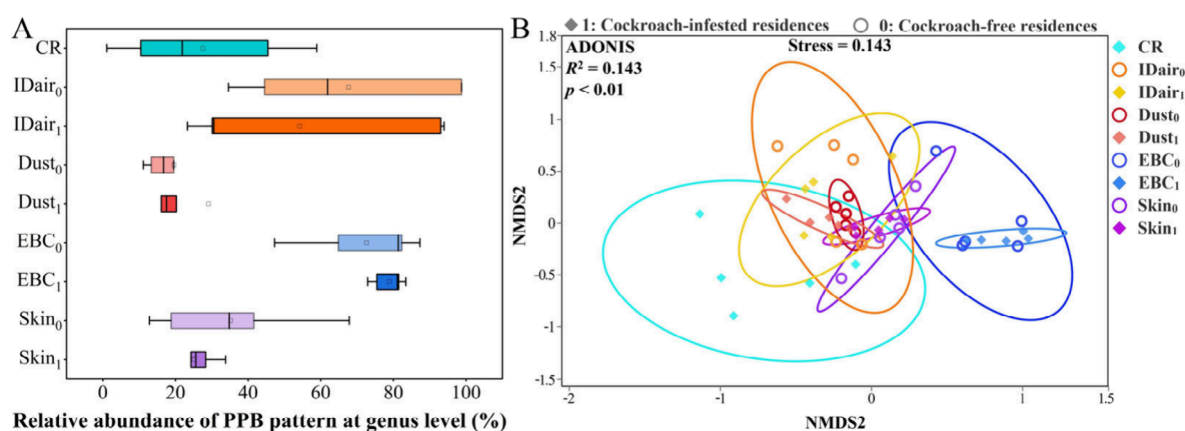 A
CR
IDair₀
IDair₁
Dust₀
Dust₁
EBC₀
EBC₁
Skin₀
Skin₁
0 20 40 60 80 100
Relative abundance of PPB pattern at genus level (%)
B
1: Cockroach-infested residences 0: Cockroach-free residences
ADONIS
R² = 0.143
p < 0.01
Stress = 0.143
1.8
1.5
1
0.5
0
-0.5
-1
-1.5
NMDS2
-2 -1 0 1 1.5
NMDS2
CR
IDair₀
IDair₁
Dust₀
Dust₁
EBC₀
EBC₁
Skin₀
Skin₁